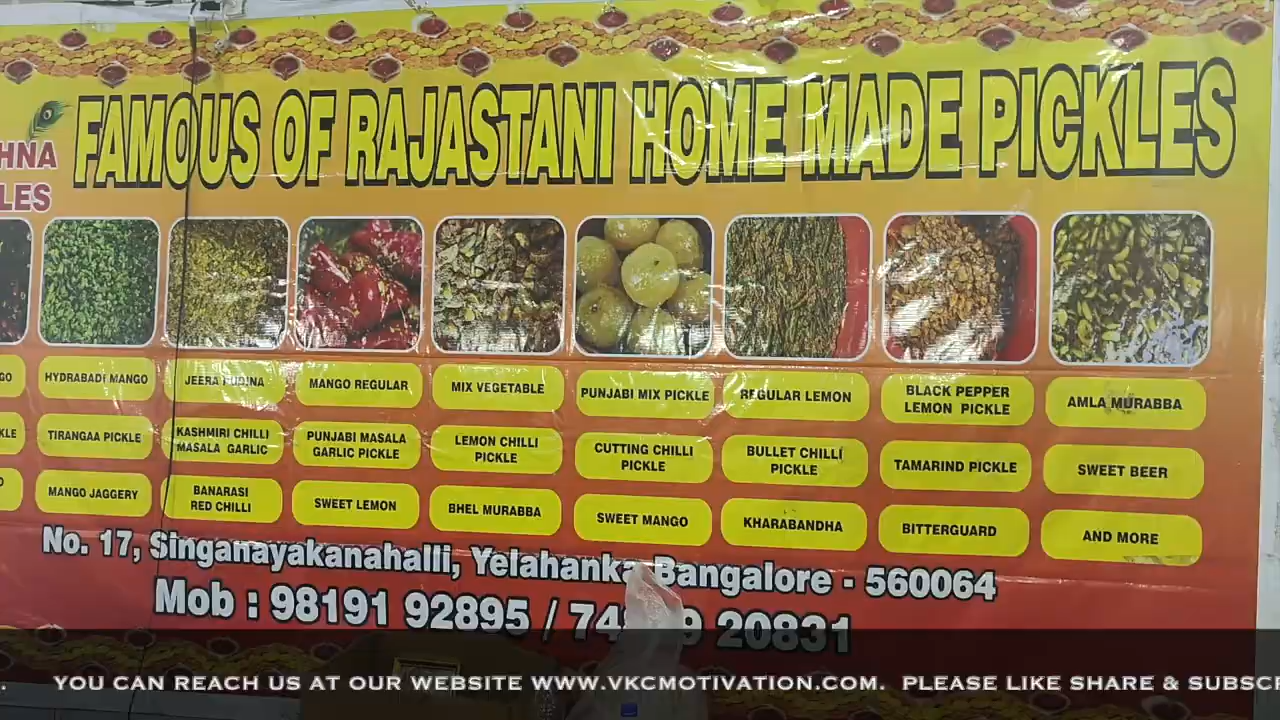 HNA
LES
FAMOUS OF RAJASTANI HOME MADE PICKLES
GO
HYDRABADI MANGO
JEERA PUDINA
MANGO REGULAR
MIX VEGETABLE
PUNJABI MIX PICKLE
REGULAR LEMON
BLACK PEPPER
LEMON PICKLE
AMLA MURABBA
KLE
TIRANGAA PICKLE
KASHMIRI CHILLI
MASALA GARLIC
PUNJABI MASALA
GARLIC PICKLE
LEMON CHILLI
PICKLE
CUTTING CHILLI
PICKLE
BULLET CHILLI
PICKLE
TAMARIND PICKLE
SWEET BEER
MANGO JAGGERY
BANARASI
RED CHILLI
SWEET LEMON
BHEL MURABBA
SWEET MANGO
KHARABANDHA
BITTERGUARD
AND MORE
No. 17, Singanayakanahalli, Yelahanka Bangalore - 560064
Mob : 98191 92895 / 74 9 20831
. YOU CAN REACH US AT OUR WEBSITE WWW.VKCMOTIVATION.COM. PLEASE LIKE SHARE & SUBSC